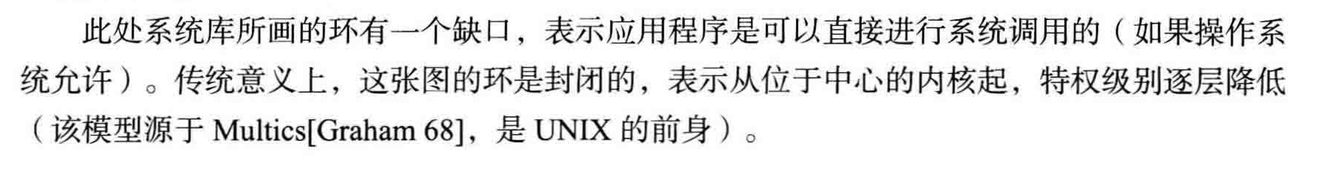 此处系统库所画的环有一个缺口，表示应用程序是可以直接进行系统调用的（如果操作系
统允许）。传统意义上，这张图的环是封闭的，表示从位于中心的内核起，特权级别逐层降低
（该模型源于 Multics[Graham 68]，是 UNIX 的前身）。